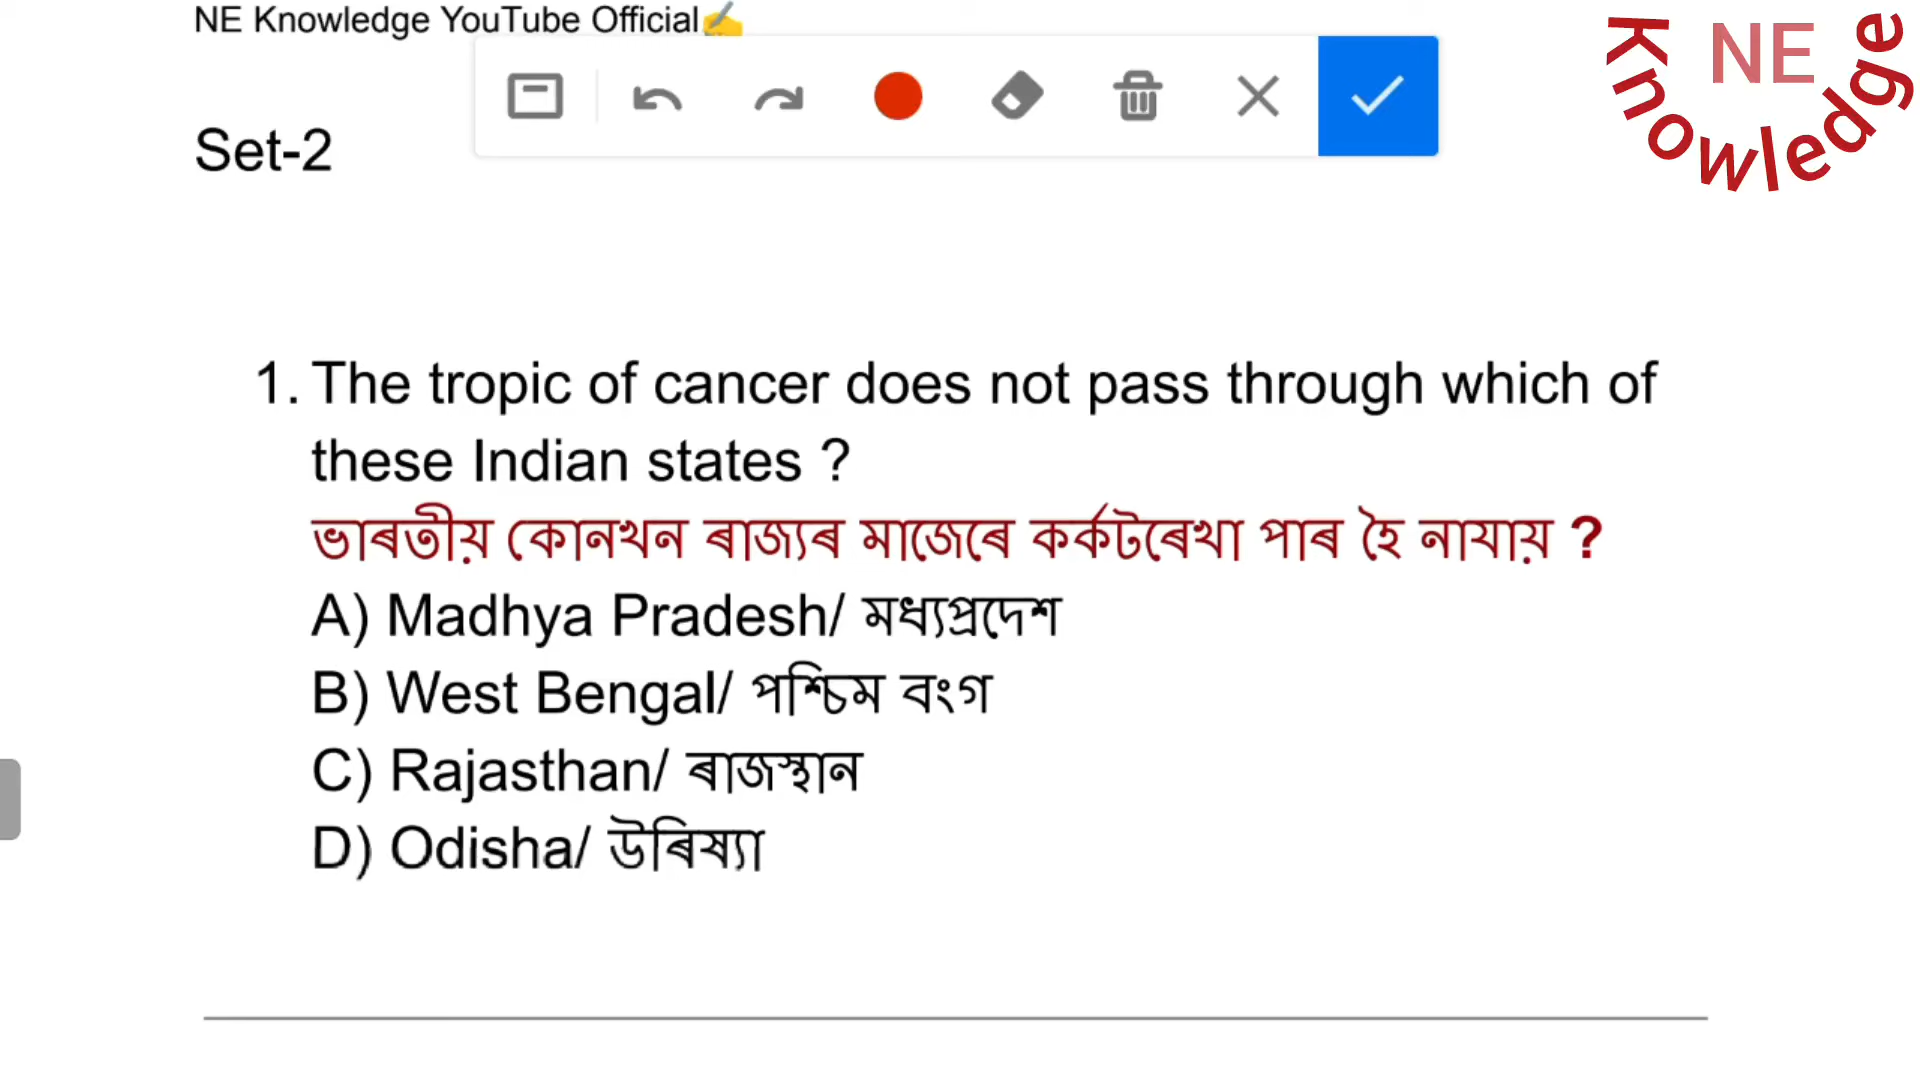 NE Knowledge YouTube Official✍
NE
Knowledge
Set-2
1. The tropic of cancer does not pass through which of
these Indian states ?
ভাৰতীয় কোনখন ৰাজ্যৰ মাজেৰে কৰ্কটৰেখা পাৰ হৈ নাযায় ?
A) Madhya Pradesh/ মধ্যপ্ৰদেশ
B) West Bengal/ পশ্চিম বংগ
C) Rajasthan/ ৰাজস্থান
D) Odisha/ উৰিষ্যা